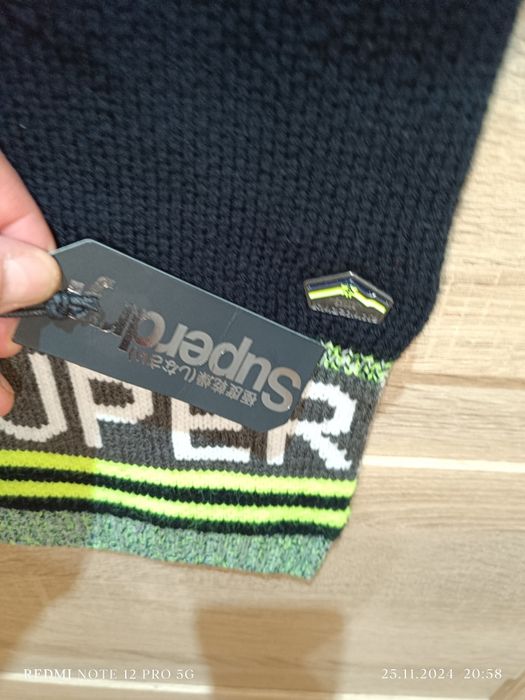 Superdry
極度乾燥(しなさい)
SUPER
REDMI NOTE 12 PRO 5G
25.11.2024 20:58